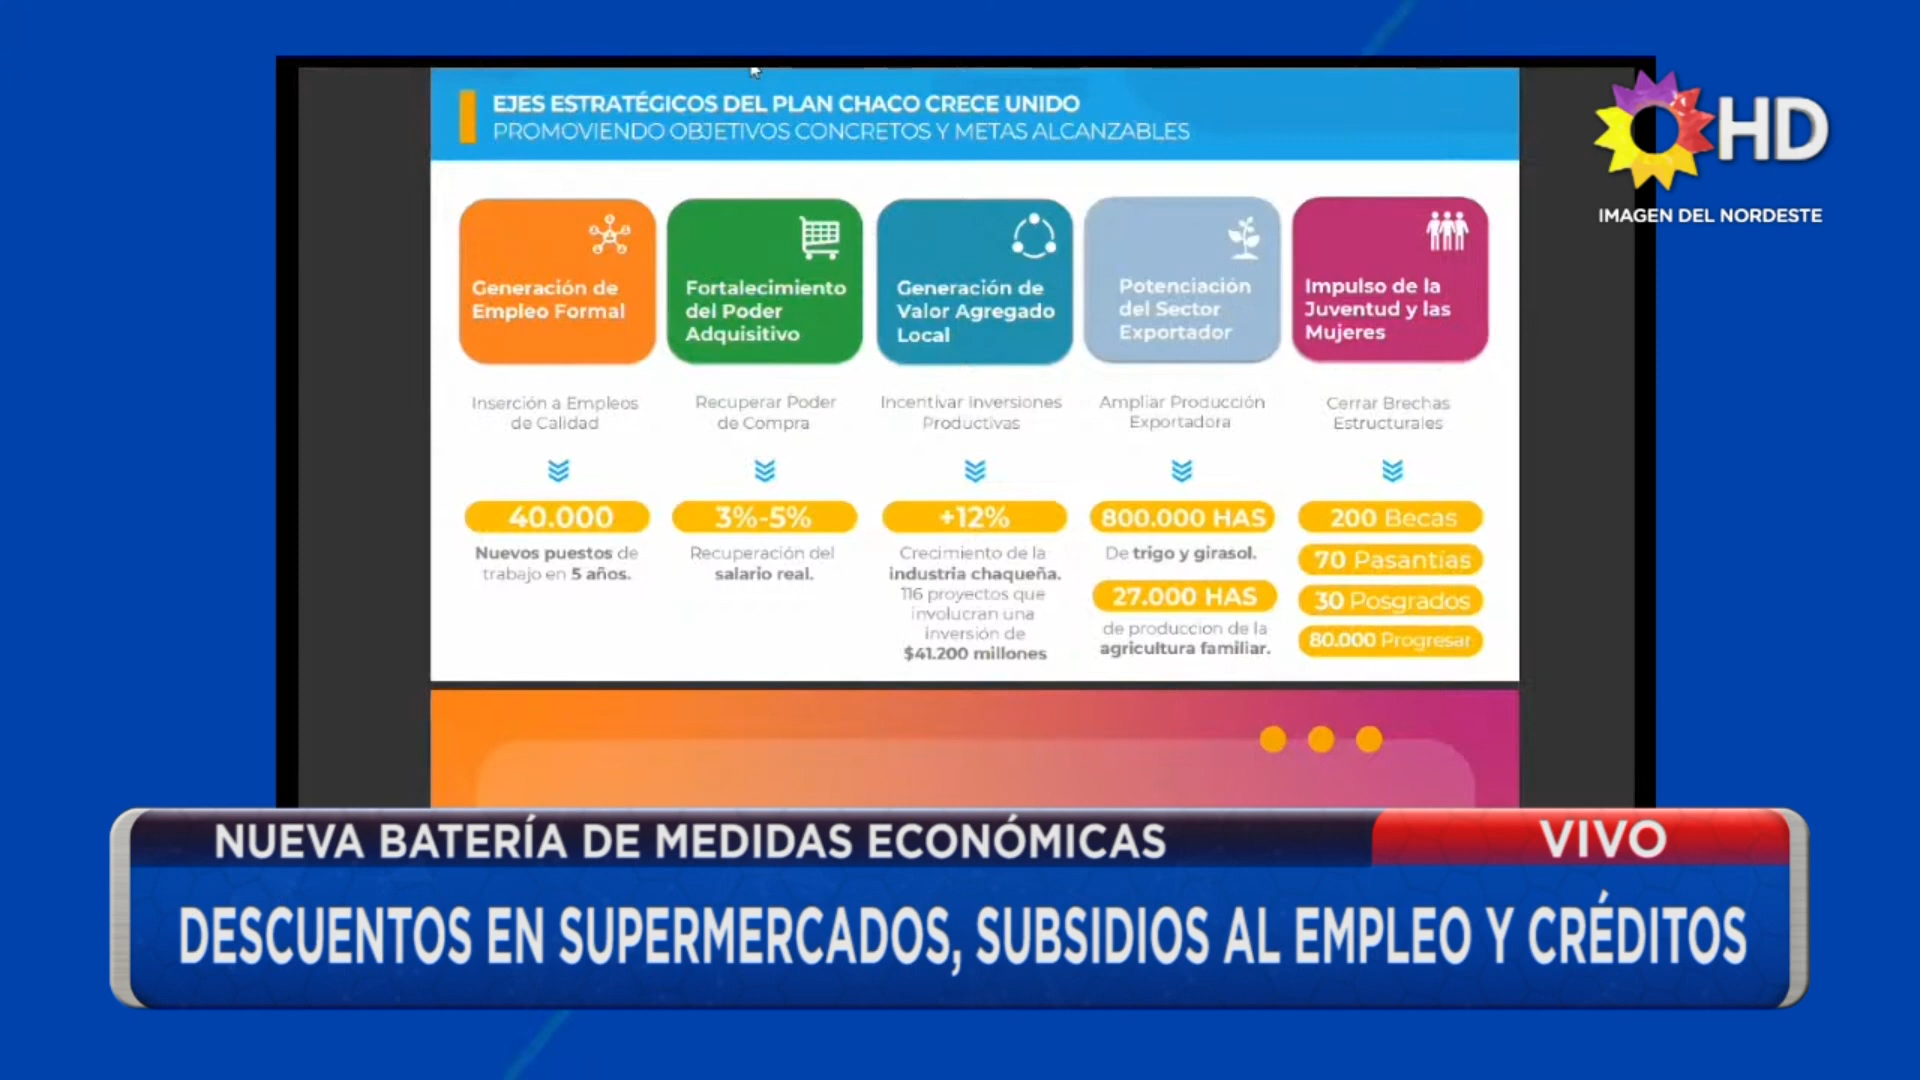 EJES ESTRATÉGICOS DEL PLAN CHACO CRECE UNIDO
PROMOVIENDO OBJETIVOS CONCRETOS Y METAS ALCANZABLES
HD
IMAGEN DEL NORDESTE
Generación de
Empleo Formal
Inserción a Empleos
de Calidad
40.000
Nuevos puestos de
trabajo en 5 años.
Fortalecimiento
del Poder
Adquisitivo
Recuperar Poder
de Compra
3%-5%
Recuperación del
salario real.
Generación de
Valor Agregado
Local
Incentivar Inversiones
Productivas
+12%
Crecimiento de la
industria chaqueña.
116 proyectos que
involucran una
inversión de
$41.200 millones
Potenciación
del Sector
Exportador
Ampliar Producción
Exportadora
800.000 HAS
De trigo y girasol.
27.000 HAS
de produccion de la
agricultura familiar.
Impulso de la
Juventud y las
Mujeres
Cerrar Brechas
Estructurales
200 Becas
70 Pasantías
30 Posgrados
80.000 Progresar
NUEVA BATERÍA DE MEDIDAS ECONÓMICAS
VIVO
DESCUENTOS EN SUPERMERCADOS, SUBSIDIOS AL EMPLEO Y CRÉDITOS